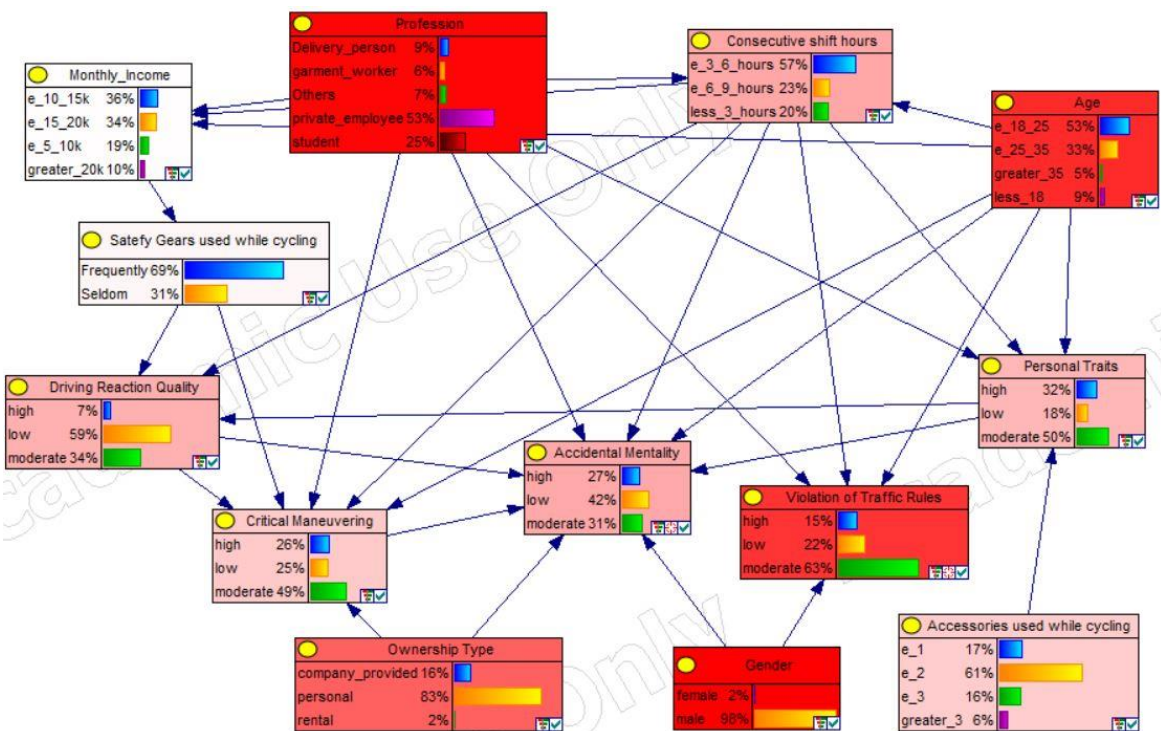 Profession
Delivery_person 9%
garment_worker 6%
Others 7%
private_employee 53%
student 25%
Consecutive shift hours
e_3_6_hours 57%
e_6_9_hours 23%
less_3_hours 20%
Monthly_Income
e_10_15k 36%
e_15_20k 34%
e_5_10k 19%
greater_20k 10%
Age
e_18_25 53%
e_25_35 33%
greater_35 5%
less_18 9%
Satefy Gears used while cycling
Frequently 69%
Seldom 31%
Driving Reaction Quality
high 7%
low 59%
moderate 34%
Personal Traits
high 32%
low 18%
moderate 50%
Accidental Mentality
high 27%
low 42%
moderate 31%
Violation of Traffic Rules
high 15%
low 22%
moderate 63%
Critical Maneuvering
high 26%
low 25%
moderate 49%
Ownership Type
company_provided 16%
personal 83%
rental 2%
Gender
female 2%
male 98%
Accessories used while cycling
e_1 17%
e_2 61%
e_3 16%
greater_3 6%
cademic Use Only
Only